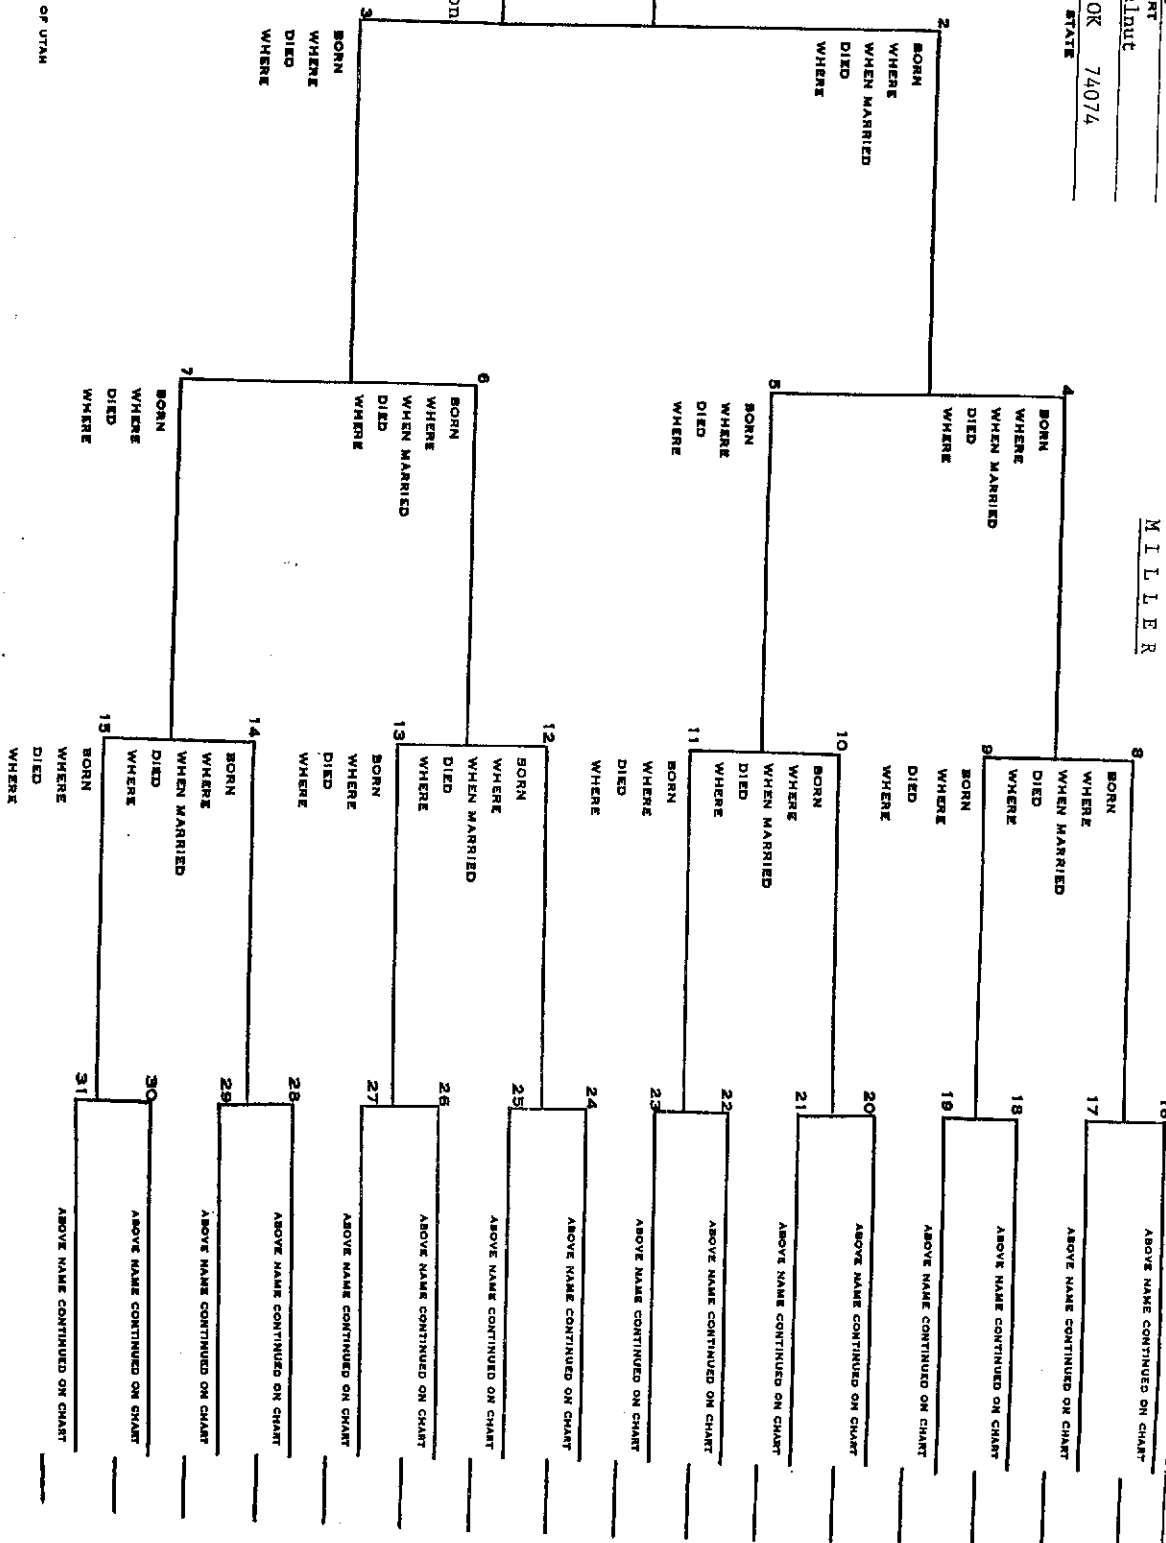 RT
lnut
OK 74074
STATE
M I L L E R
2
BORN
WHERE
WHEN MARRIED
DIED
WHERE
3
BORN
WHERE
DIED
WHERE
on
OF UTAH
4
BORN
WHERE
WHEN MARRIED
DIED
WHERE
5
BORN
WHERE
DIED
WHERE
6
BORN
WHERE
WHEN MARRIED
DIED
WHERE
7
BORN
WHERE
DIED
WHERE
8
BORN
WHERE
WHEN MARRIED
DIED
WHERE
9
BORN
WHERE
DIED
WHERE
10
BORN
WHERE
WHEN MARRIED
DIED
WHERE
11
BORN
WHERE
DIED
WHERE
12
BORN
WHERE
WHEN MARRIED
DIED
WHERE
13
BORN
WHERE
DIED
WHERE
14
BORN
WHERE
WHEN MARRIED
DIED
WHERE
15
BORN
WHERE
DIED
WHERE
16
ABOVE NAME CONTINUED ON CHART
17
ABOVE NAME CONTINUED ON CHART
18
ABOVE NAME CONTINUED ON CHART
19
ABOVE NAME CONTINUED ON CHART
20
ABOVE NAME CONTINUED ON CHART
21
ABOVE NAME CONTINUED ON CHART
22
ABOVE NAME CONTINUED ON CHART
23
ABOVE NAME CONTINUED ON CHART
24
ABOVE NAME CONTINUED ON CHART
25
ABOVE NAME CONTINUED ON CHART
26
ABOVE NAME CONTINUED ON CHART
27
ABOVE NAME CONTINUED ON CHART
28
ABOVE NAME CONTINUED ON CHART
29
ABOVE NAME CONTINUED ON CHART
30
ABOVE NAME CONTINUED ON CHART
31
ABOVE NAME CONTINUED ON CHART